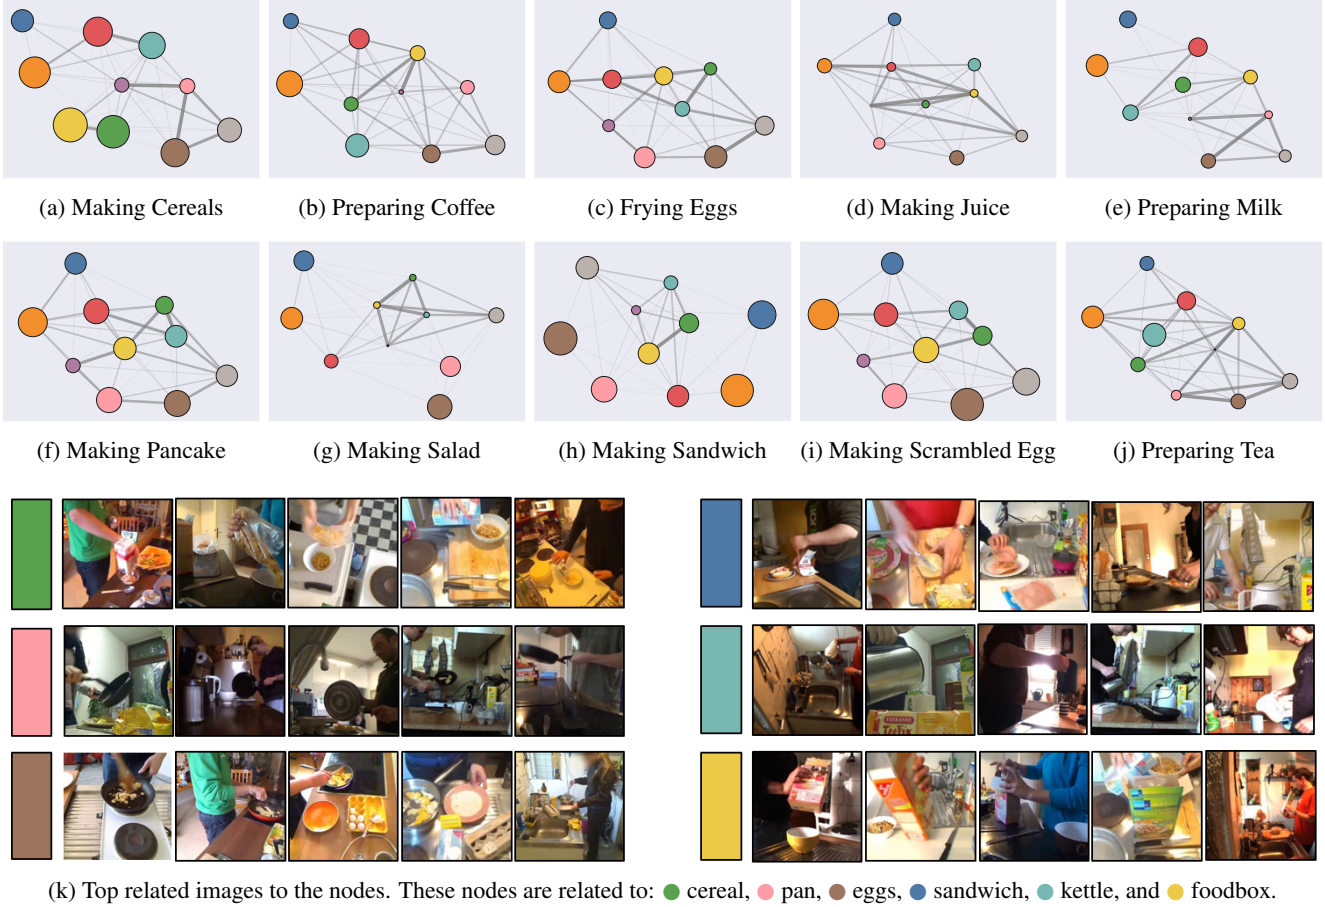 (a) Making Cereals
(b) Preparing Coffee
(c) Frying Eggs
(d) Making Juice
(e) Preparing Milk
(f) Making Pancake
(g) Making Salad
(h) Making Sandwich
(i) Making Scrambled Egg
(j) Preparing Tea
TEEKANNE
(k) Top related images to the nodes. These nodes are related to: cereal, pan, eggs, sandwich, kettle, and foodbox.